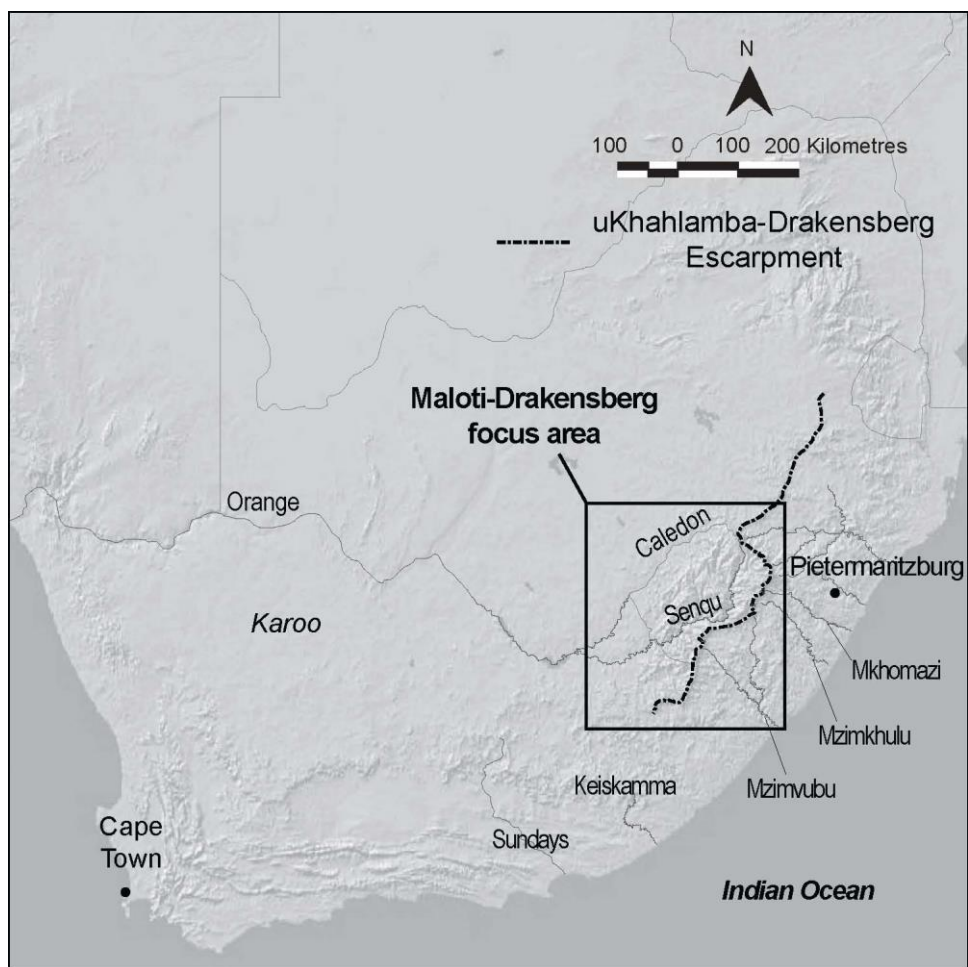 N
100 0 100 200 Kilometres
uKhahlamba-Drakensberg
Escarpment
Maloti-Drakensberg
focus area
Orange
Caledon
Pietermaritzburg
Senqu
Karoo
Mkhomazi
Mzimkhulu
Keiskamma
Mzimvubu
Cape
Town
Sundays
Indian Ocean